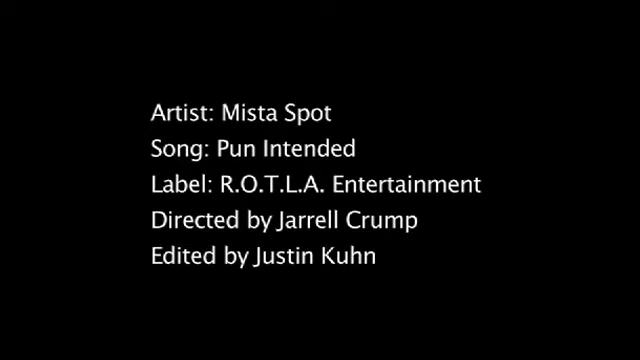 Artist: Mista Spot
Song: Pun Intended
Label: R.O.T.L.A. Entertainment
Directed by Jarrell Crump
Edited by Justin Kuhn